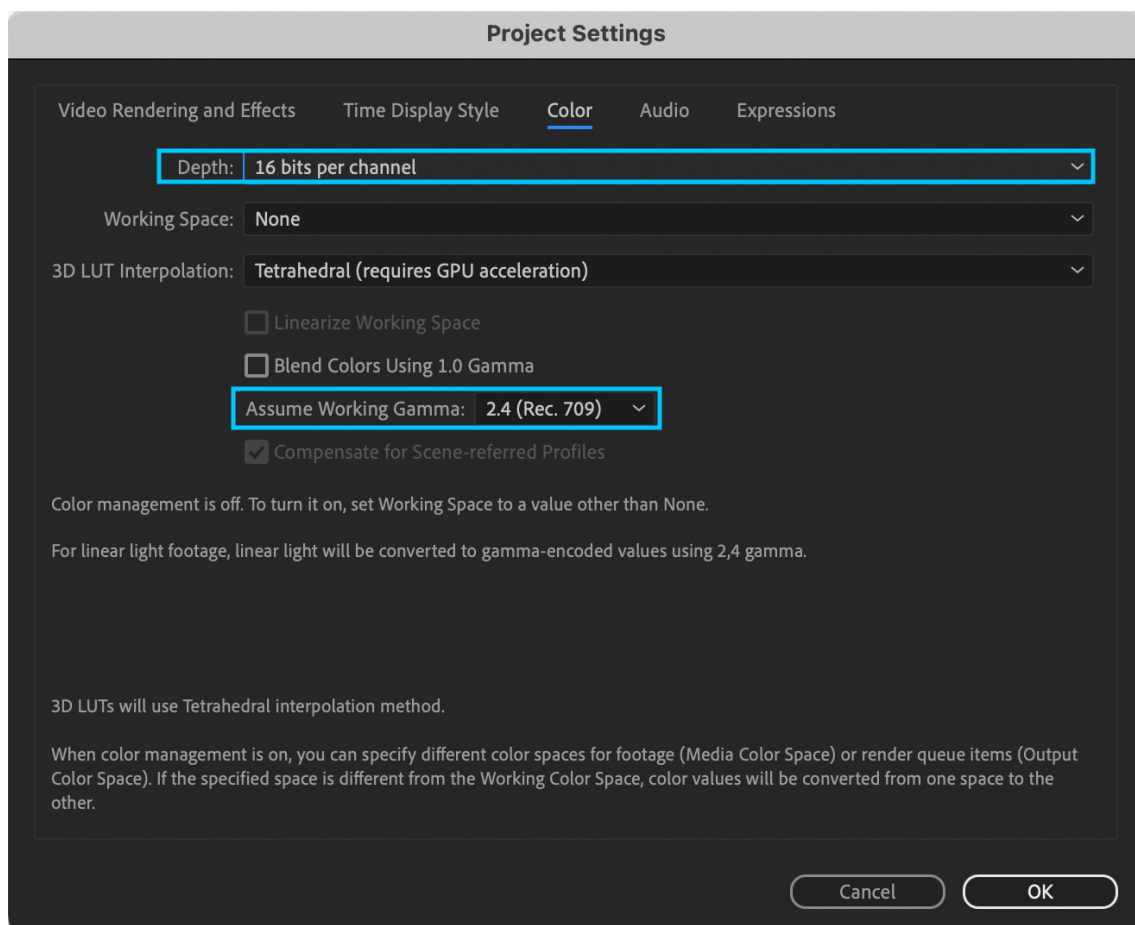 Project Settings
Video Rendering and Effects Time Display Style Color Audio Expressions
Depth: 16 bits per channel
Working Space: None
3D LUT Interpolation: Tetrahedral (requires GPU acceleration)
Linearize Working Space
Blend Colors Using 1.0 Gamma
Assume Working Gamma: 2.4 (Rec. 709)
Compensate for Scene-referred Profiles
Color management is off. To turn it on, set Working Space to a value other than None.
For linear light footage, linear light will be converted to gamma-encoded values using 2,4 gamma.
3D LUTs will use Tetrahedral interpolation method.
When color management is on, you can specify different color spaces for footage (Media Color Space) or render queue items (Output
Color Space). If the specified space is different from the Working Color Space, color values will be converted from one space to the
other.
Cancel OK